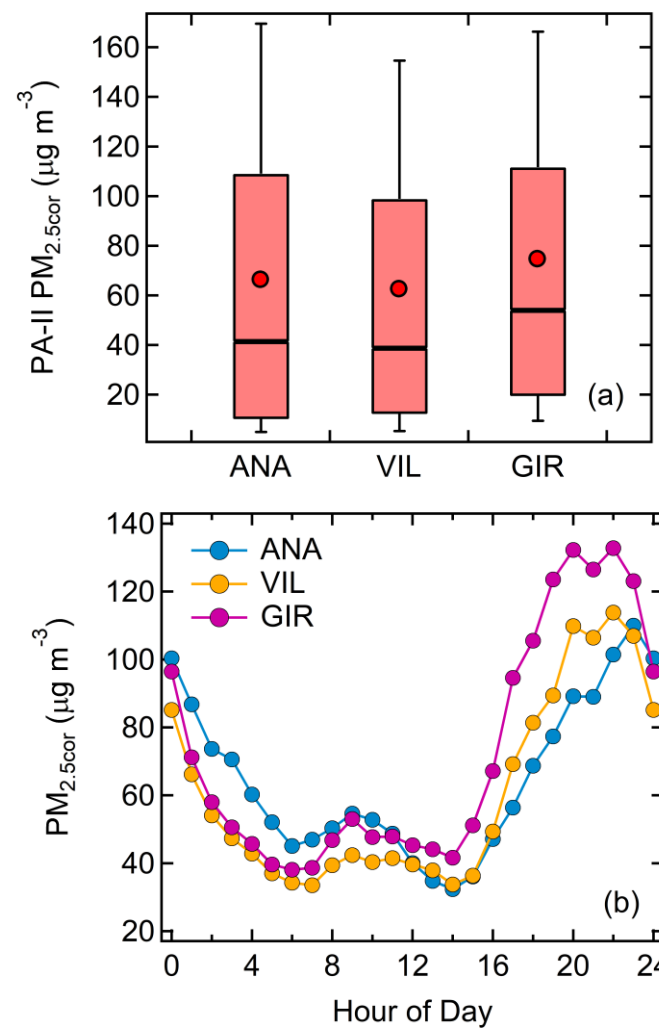 PA-II PM2.5cor (μg m-3)
160
140
120
100
80
60
40
20
(a)
ANA VIL GIR
PM2.5cor (μg m-3)
140
120
100
80
60
40
20
ANA
VIL
GIR
(b)
0 4 8 12 16 20 24
Hour of Day